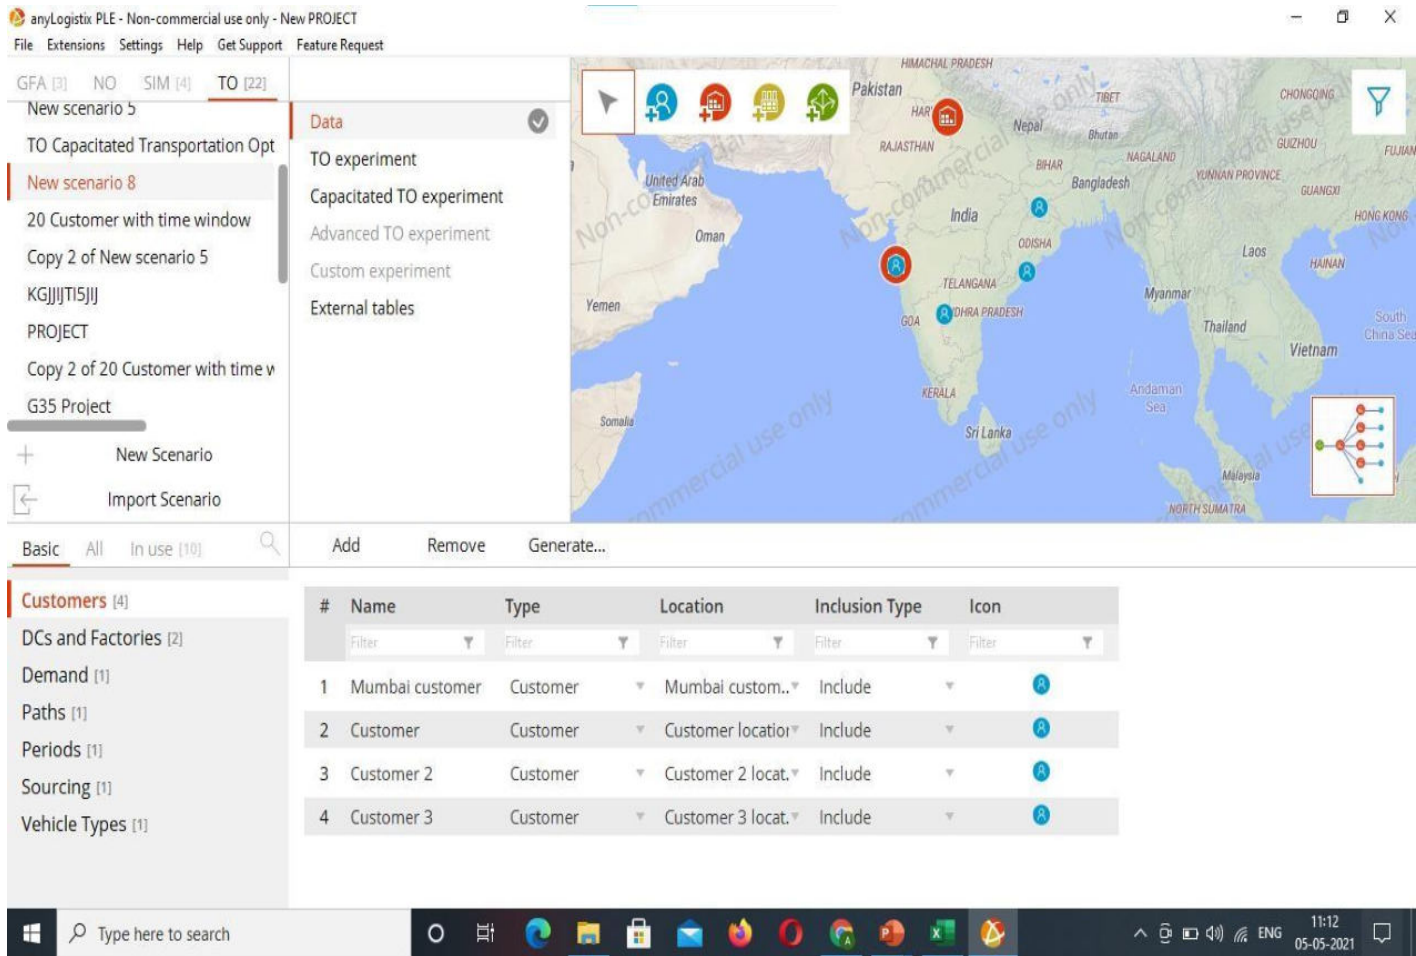 anyLogistix PLE - Non-commercial use only - New PROJECT
File Extensions Settings Help Get Support Feature Request
GFA [3] NO SIM [4] TO [22]
New scenario 5
TO Capacitated Transportation Opt
New scenario 8
20 Customer with time window
Copy 2 of New scenario 5
KGJJIJTI5JIJ
PROJECT
Copy 2 of 20 Customer with time w
G35 Project
New Scenario
Import Scenario
Data
TO experiment
Capacitated TO experiment
Advanced TO experiment
Custom experiment
External tables
HIMACHAL PRADESH
Pakistan
TIBET
CHONGQING
HAR
Nepal
Bhutan
RAJASTHAN
GUIZHOU
FUJIAN
BIHAR
NAGALAND
YUNNAN PROVINCE
United Arab
Emirates
Bangladesh
GUANGXI
India
HONG KONG
Oman
ODISHA
Laos
HAINAN
TELANGANA
Myanmar
Yemen
GOA
DHRA PRADESH
Thailand
South
China Sea
Vietnam
KERALA
Andaman
Sea
Somalia
Sri Lanka
Malaysia
NORTH SUMATRA
Non-commercial use only
Basic All In use [10]
Add Remove Generate...
Customers [4]
DCs and Factories [2]
Demand [1]
Paths [1]
Periods [1]
Sourcing [1]
Vehicle Types [1]
# Name Type Location Inclusion Type Icon
Filter Filter Filter Filter Filter
1 Mumbai customer Customer Mumbai custom.. Include
2 Customer Customer Customer location Include
3 Customer 2 Customer Customer 2 locat. Include
4 Customer 3 Customer Customer 3 locat. Include
Type here to search
ENG
11:12
05-05-2021